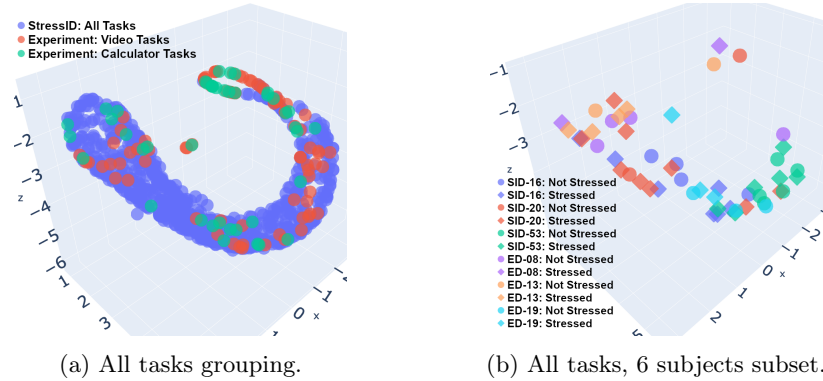 StressID: All Tasks
Experiment: Video Tasks
Experiment: Calculator Tasks
1
−2
−3
−4
−5
−6
z
1
2
3
0
−1
x
−1
−2
−3
z
SID-16: Not Stressed
SID-16: Stressed
SID-20: Not Stressed
SID-20: Stressed
SID-53: Not Stressed
SID-53: Stressed
ED-08: Not Stressed
ED-08: Stressed
ED-13: Not Stressed
ED-13: Stressed
ED-19: Not Stressed
ED-19: Stressed
−2
−1
0
x
2
(a) All tasks grouping.
(b) All tasks, 6 subjects subset.